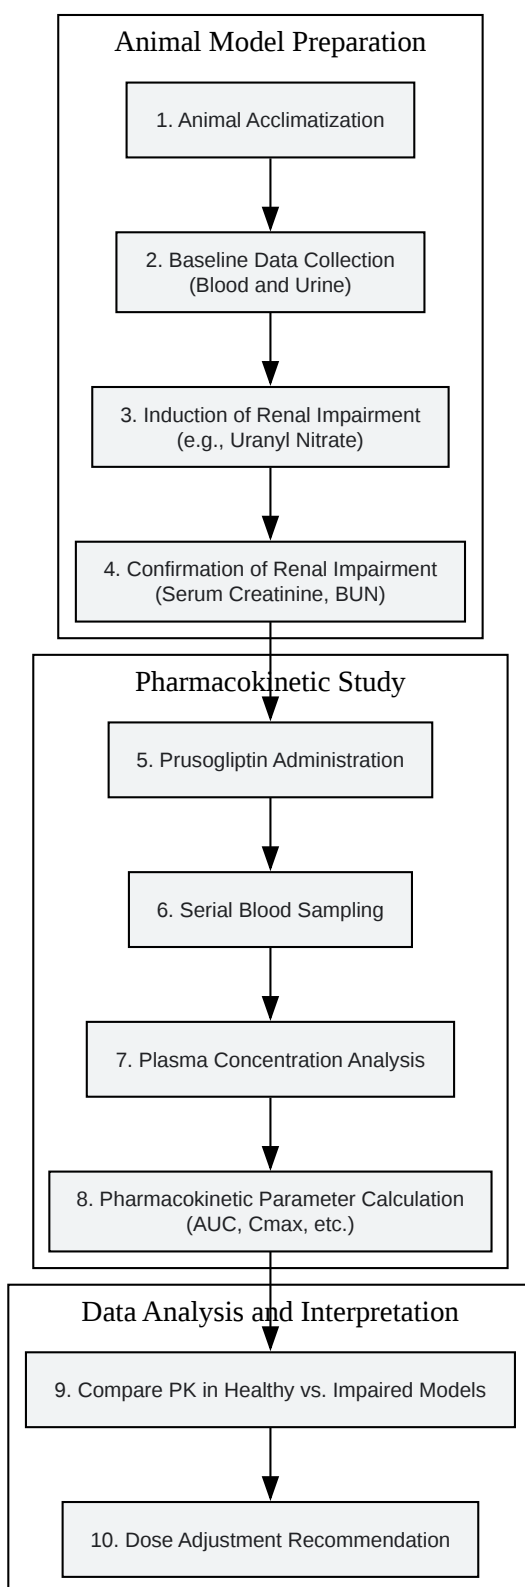 Animal Model Preparation
1. Animal Acclimatization
2. Baseline Data Collection
(Blood and Urine)
3. Induction of Renal Impairment
(e.g., Uranyl Nitrate)
4. Confirmation of Renal Impairment
(Serum Creatinine, BUN)
Pharmacokinetic Study
5. Prusogliptin Administration
6. Serial Blood Sampling
7. Plasma Concentration Analysis
8. Pharmacokinetic Parameter Calculation
(AUC, Cmax, etc.)
Data Analysis and Interpretation
9. Compare PK in Healthy vs. Impaired Models
10. Dose Adjustment Recommendation